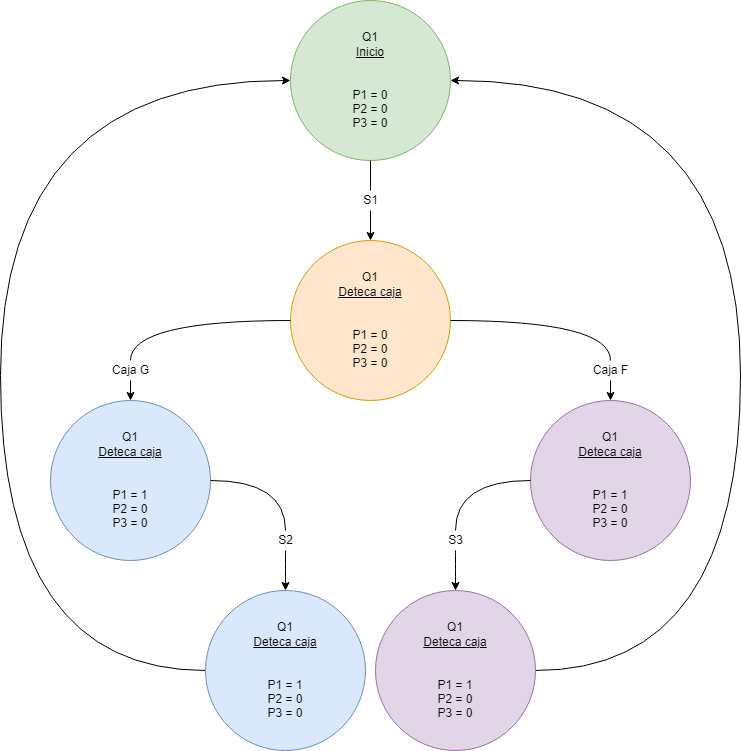 Q1
Inicio
P1 = 0
P2 = 0
P3 = 0
S1
Q1
Deteca caja
P1 = 0
P2 = 0
P3 = 0
Caja G
Caja F
Q1
Deteca caja
P1 = 1
P2 = 0
P3 = 0
Q1
Deteca caja
P1 = 1
P2 = 0
P3 = 0
S2
S3
Q1
Deteca caja
P1 = 1
P2 = 0
P3 = 0
Q1
Deteca caja
P1 = 1
P2 = 0
P3 = 0